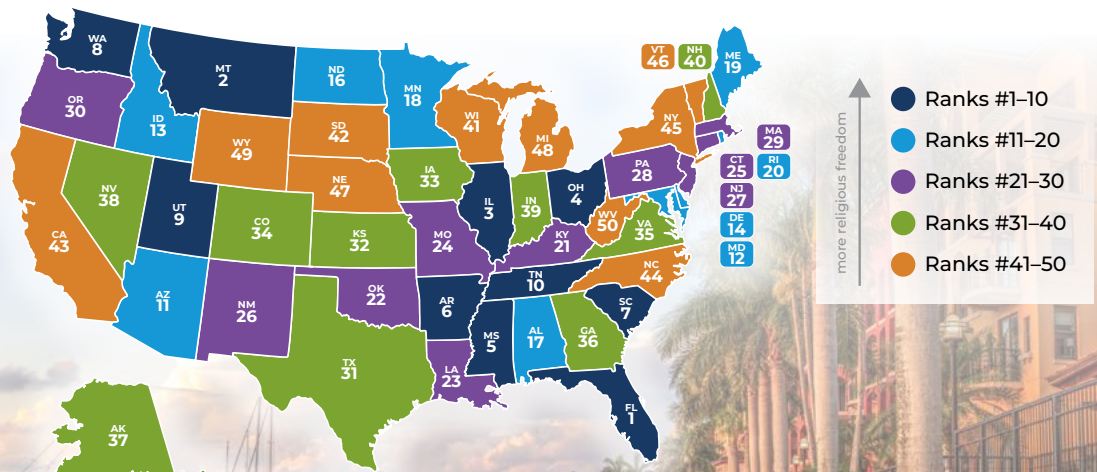 WA
8
MT
2
ND
16
MN
18
VT
46
NH
40
ME
19
OR
30
ID
13
WY
49
SD
42
WI
41
MI
48
NY
45
MA
29
CT
25
RI
20
NJ
27
DE
14
MD
12
NV
38
UT
9
CO
34
NE
47
IA
33
IL
3
IN
39
OH
4
PA
28
WV
50
VA
35
CA
43
KS
32
MO
24
KY
21
NC
44
AZ
11
NM
26
OK
22
AR
6
TN
10
SC
7
MS
5
AL
17
GA
36
TX
31
LA
23
FL
1
AK
37
more religious freedom
Ranks #1–10
Ranks #11–20
Ranks #21–30
Ranks #31–40
Ranks #41–50